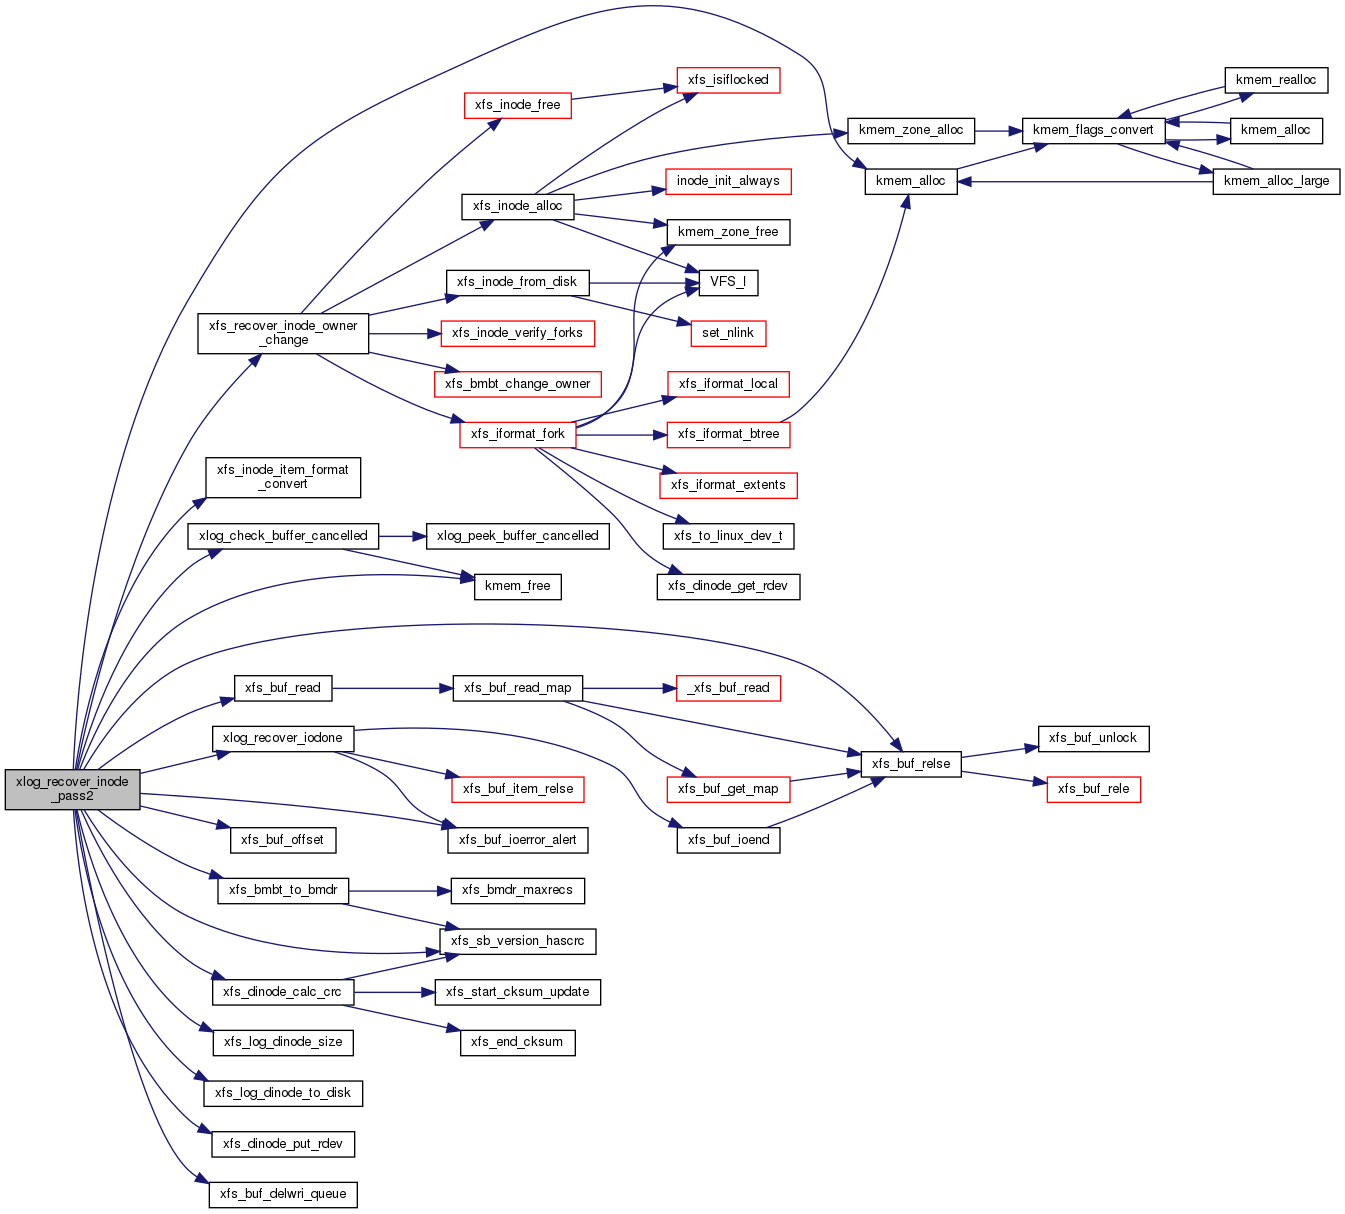 xfs_isiflocked
kmem_realloc
xfs_inode_free
kmem_zone_alloc
kmem_flags_convert
kmem_alloc
inode_init_always
kmem_alloc
kmem_alloc_large
xfs_inode_alloc
kmem_zone_free
xfs_inode_from_disk
VFS_I
xfs_recover_inode_owner
_change
xfs_inode_verify_forks
set_nlink
xfs_bmbt_change_owner
xfs_iformat_local
xfs_iformat_fork
xfs_iformat_btree
xfs_inode_item_format
_convert
xfs_iformat_extents
xlog_check_buffer_cancelled
xlog_peek_buffer_cancelled
xfs_to_linux_dev_t
kmem_free
xfs_dinode_get_rdev
xfs_buf_read
xfs_buf_read_map
_xfs_buf_read
xlog_recover_iodone
xfs_buf_unlock
xfs_buf_relse
xlog_recover_inode
_pass2
xfs_buf_item_relse
xfs_buf_get_map
xfs_buf_rele
xfs_buf_offset
xfs_buf_ioerror_alert
xfs_buf_ioend
xfs_bmbt_to_bmdr
xfs_bmdr_maxrecs
xfs_sb_version_hascrc
xfs_dinode_calc_crc
xfs_start_cksum_update
xfs_log_dinode_size
xfs_end_cksum
xfs_log_dinode_to_disk
xfs_dinode_put_rdev
xfs_buf_delwri_queue